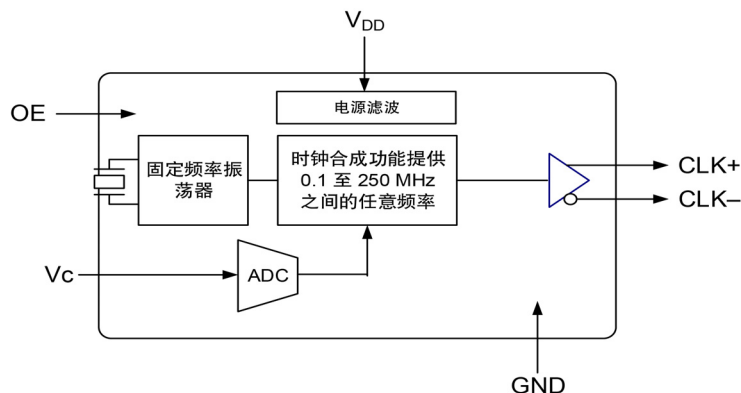 V_DD
OE
电源滤波
固定频率振
荡器
时钟合成功能提供
0.1 至 250 MHz
之间的任意频率
CLK+
CLK–
Vc
ADC
GND